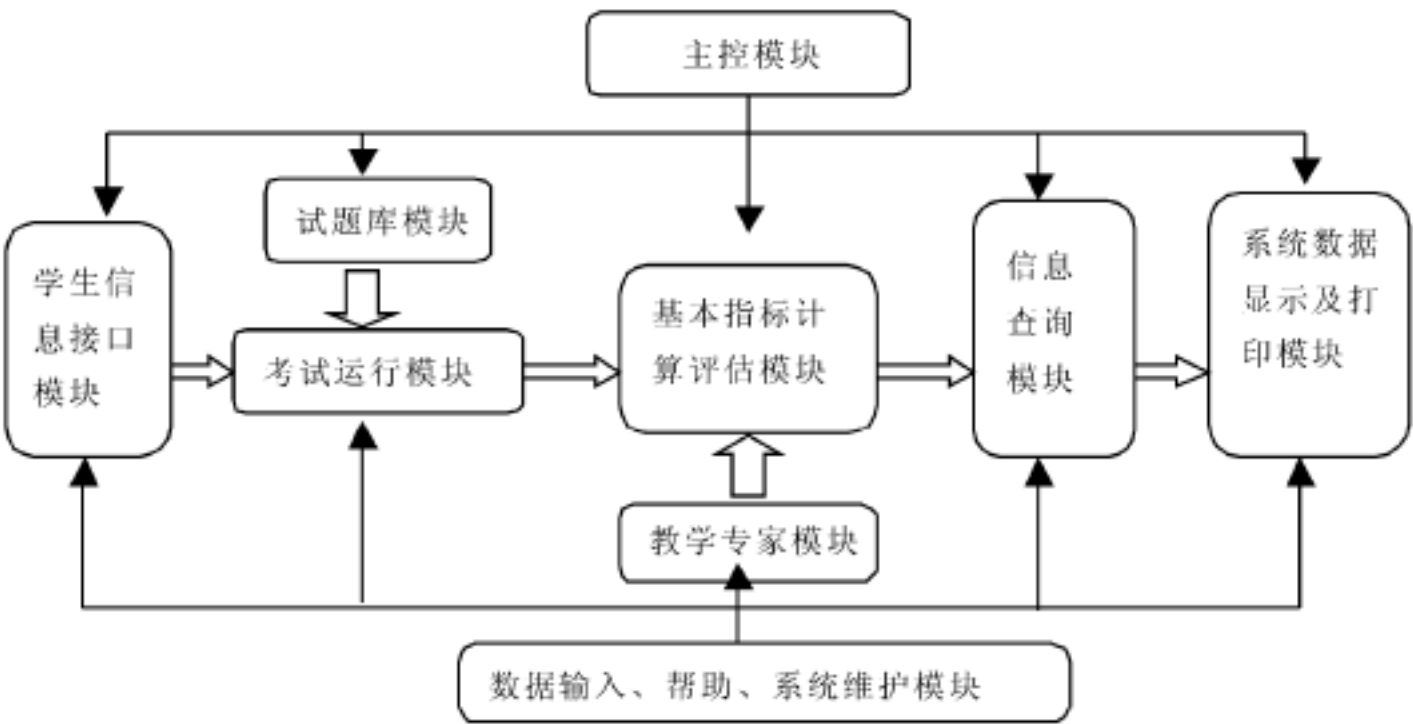 主控模块
试题库模块
学生信
息接口
模块
考试运行模块
基本指标计
算评估模块
信息
查询
模块
系统数据
显示及打
印模块
教学专家模块
数据输入、帮助、系统维护模块